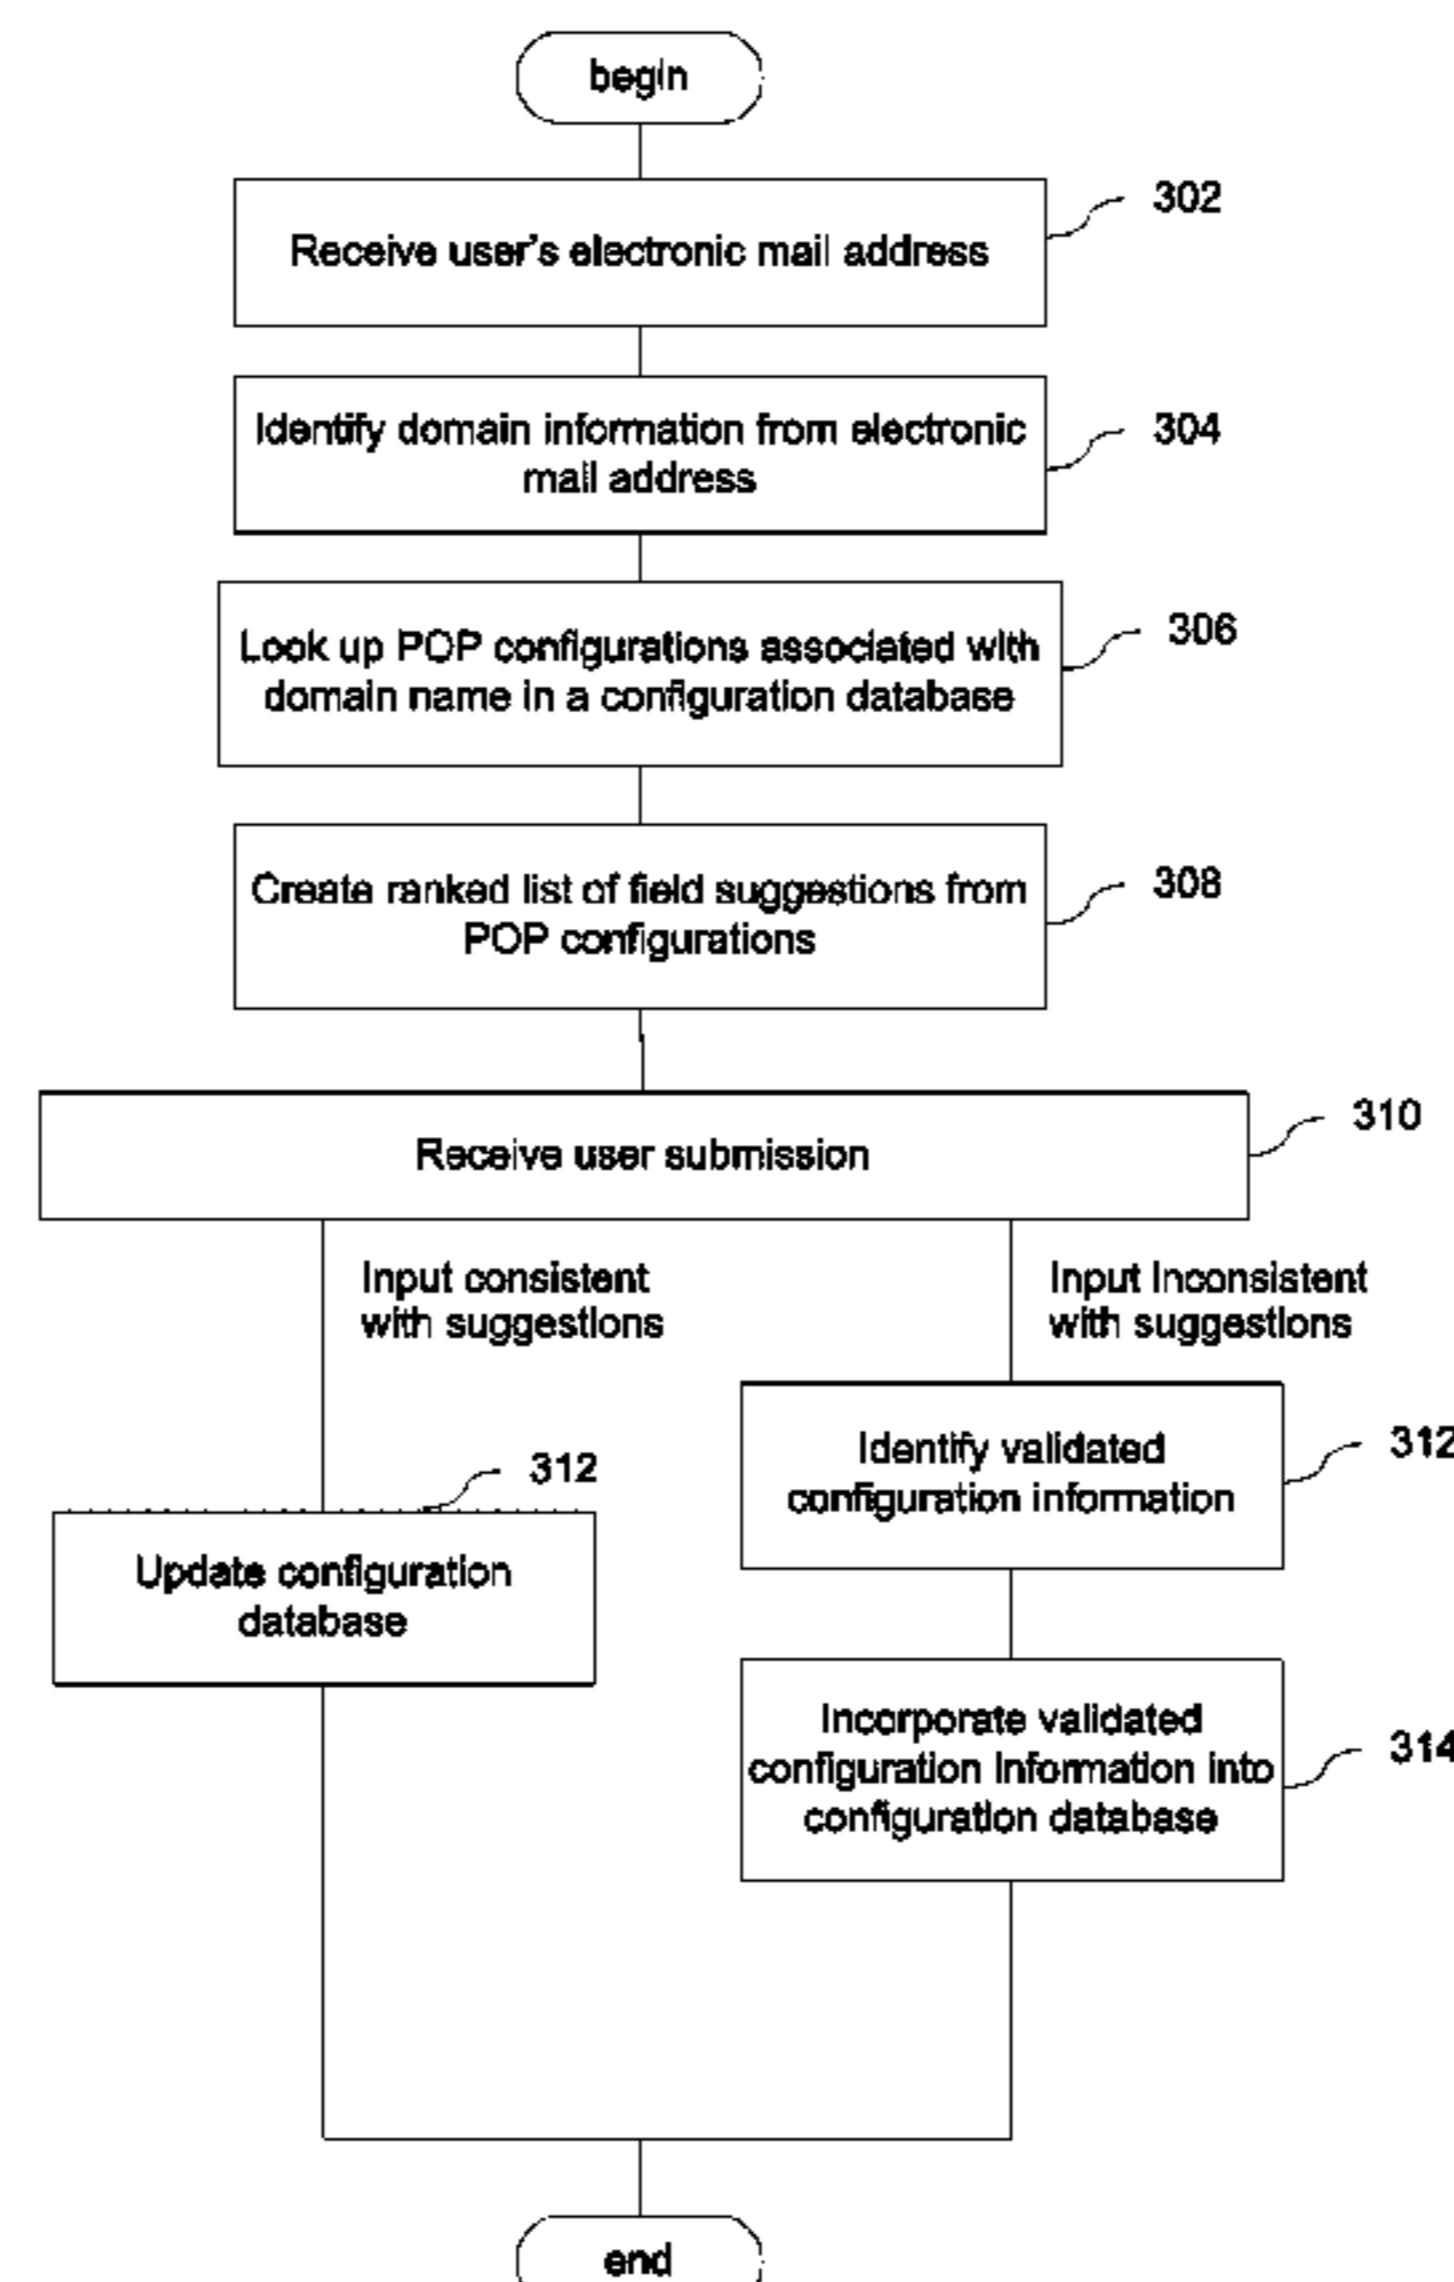 begin
302
Receive user's electronic mail address
304
Identify domain information from electronic
mail address
306
Look up POP configurations associated with
domain name in a configuration database
308
Create ranked list of field suggestions from
POP configurations
310
Receive user submission
Input consistent
with suggestions
Input Inconsistent
with suggestions
312
Identify validated
configuration information
312
Update configuration
database
314
Incorporate validated
configuration Information into
configuration database
end